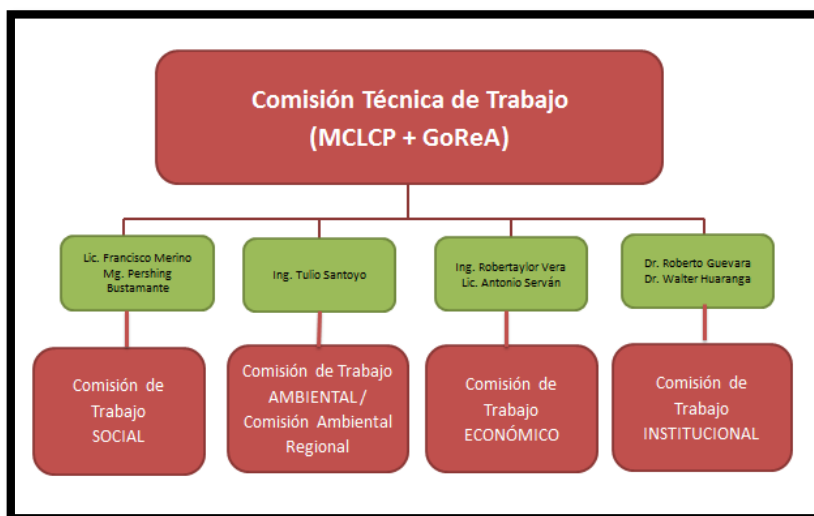 Comisión Técnica de Trabajo
(MCLCP + GoReA)
Lic. Francisco Merino
Mg. Pershing
Bustamante
Ing. Tulio Santoyo
Ing. Robertaylor Vera
Lic. Antonio Serván
Dr. Roberto Guevara
Dr. Walter Huaranga
Comisión de
Trabajo
SOCIAL
Comisión de Trabajo
AMBIENTAL /
Comisión Ambiental
Regional
Comisión de
Trabajo
ECONÓMICO
Comisión de
Trabajo
INSTITUCIONAL